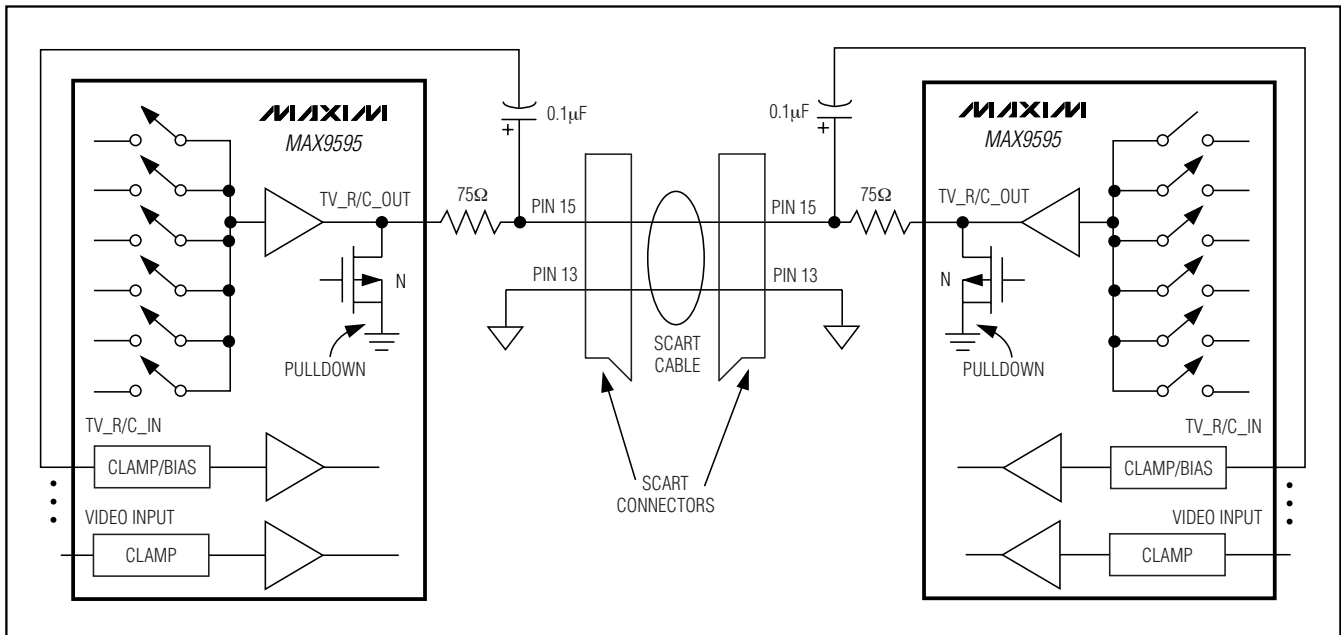 MAXIM
MAX9595
TV_R/C_OUT
75Ω
0.1µF
+
PIN 15
PIN 13
N
PULLDOWN
TV_R/C_IN
CLAMP/BIAS
VIDEO INPUT
CLAMP
SCART
CABLE
SCART
CONNECTORS
0.1µF
+
PIN 15
PIN 13
75Ω
MAXIM
MAX9595
TV_R/C_OUT
N
PULLDOWN
TV_R/C_IN
CLAMP/BIAS
VIDEO INPUT
CLAMP